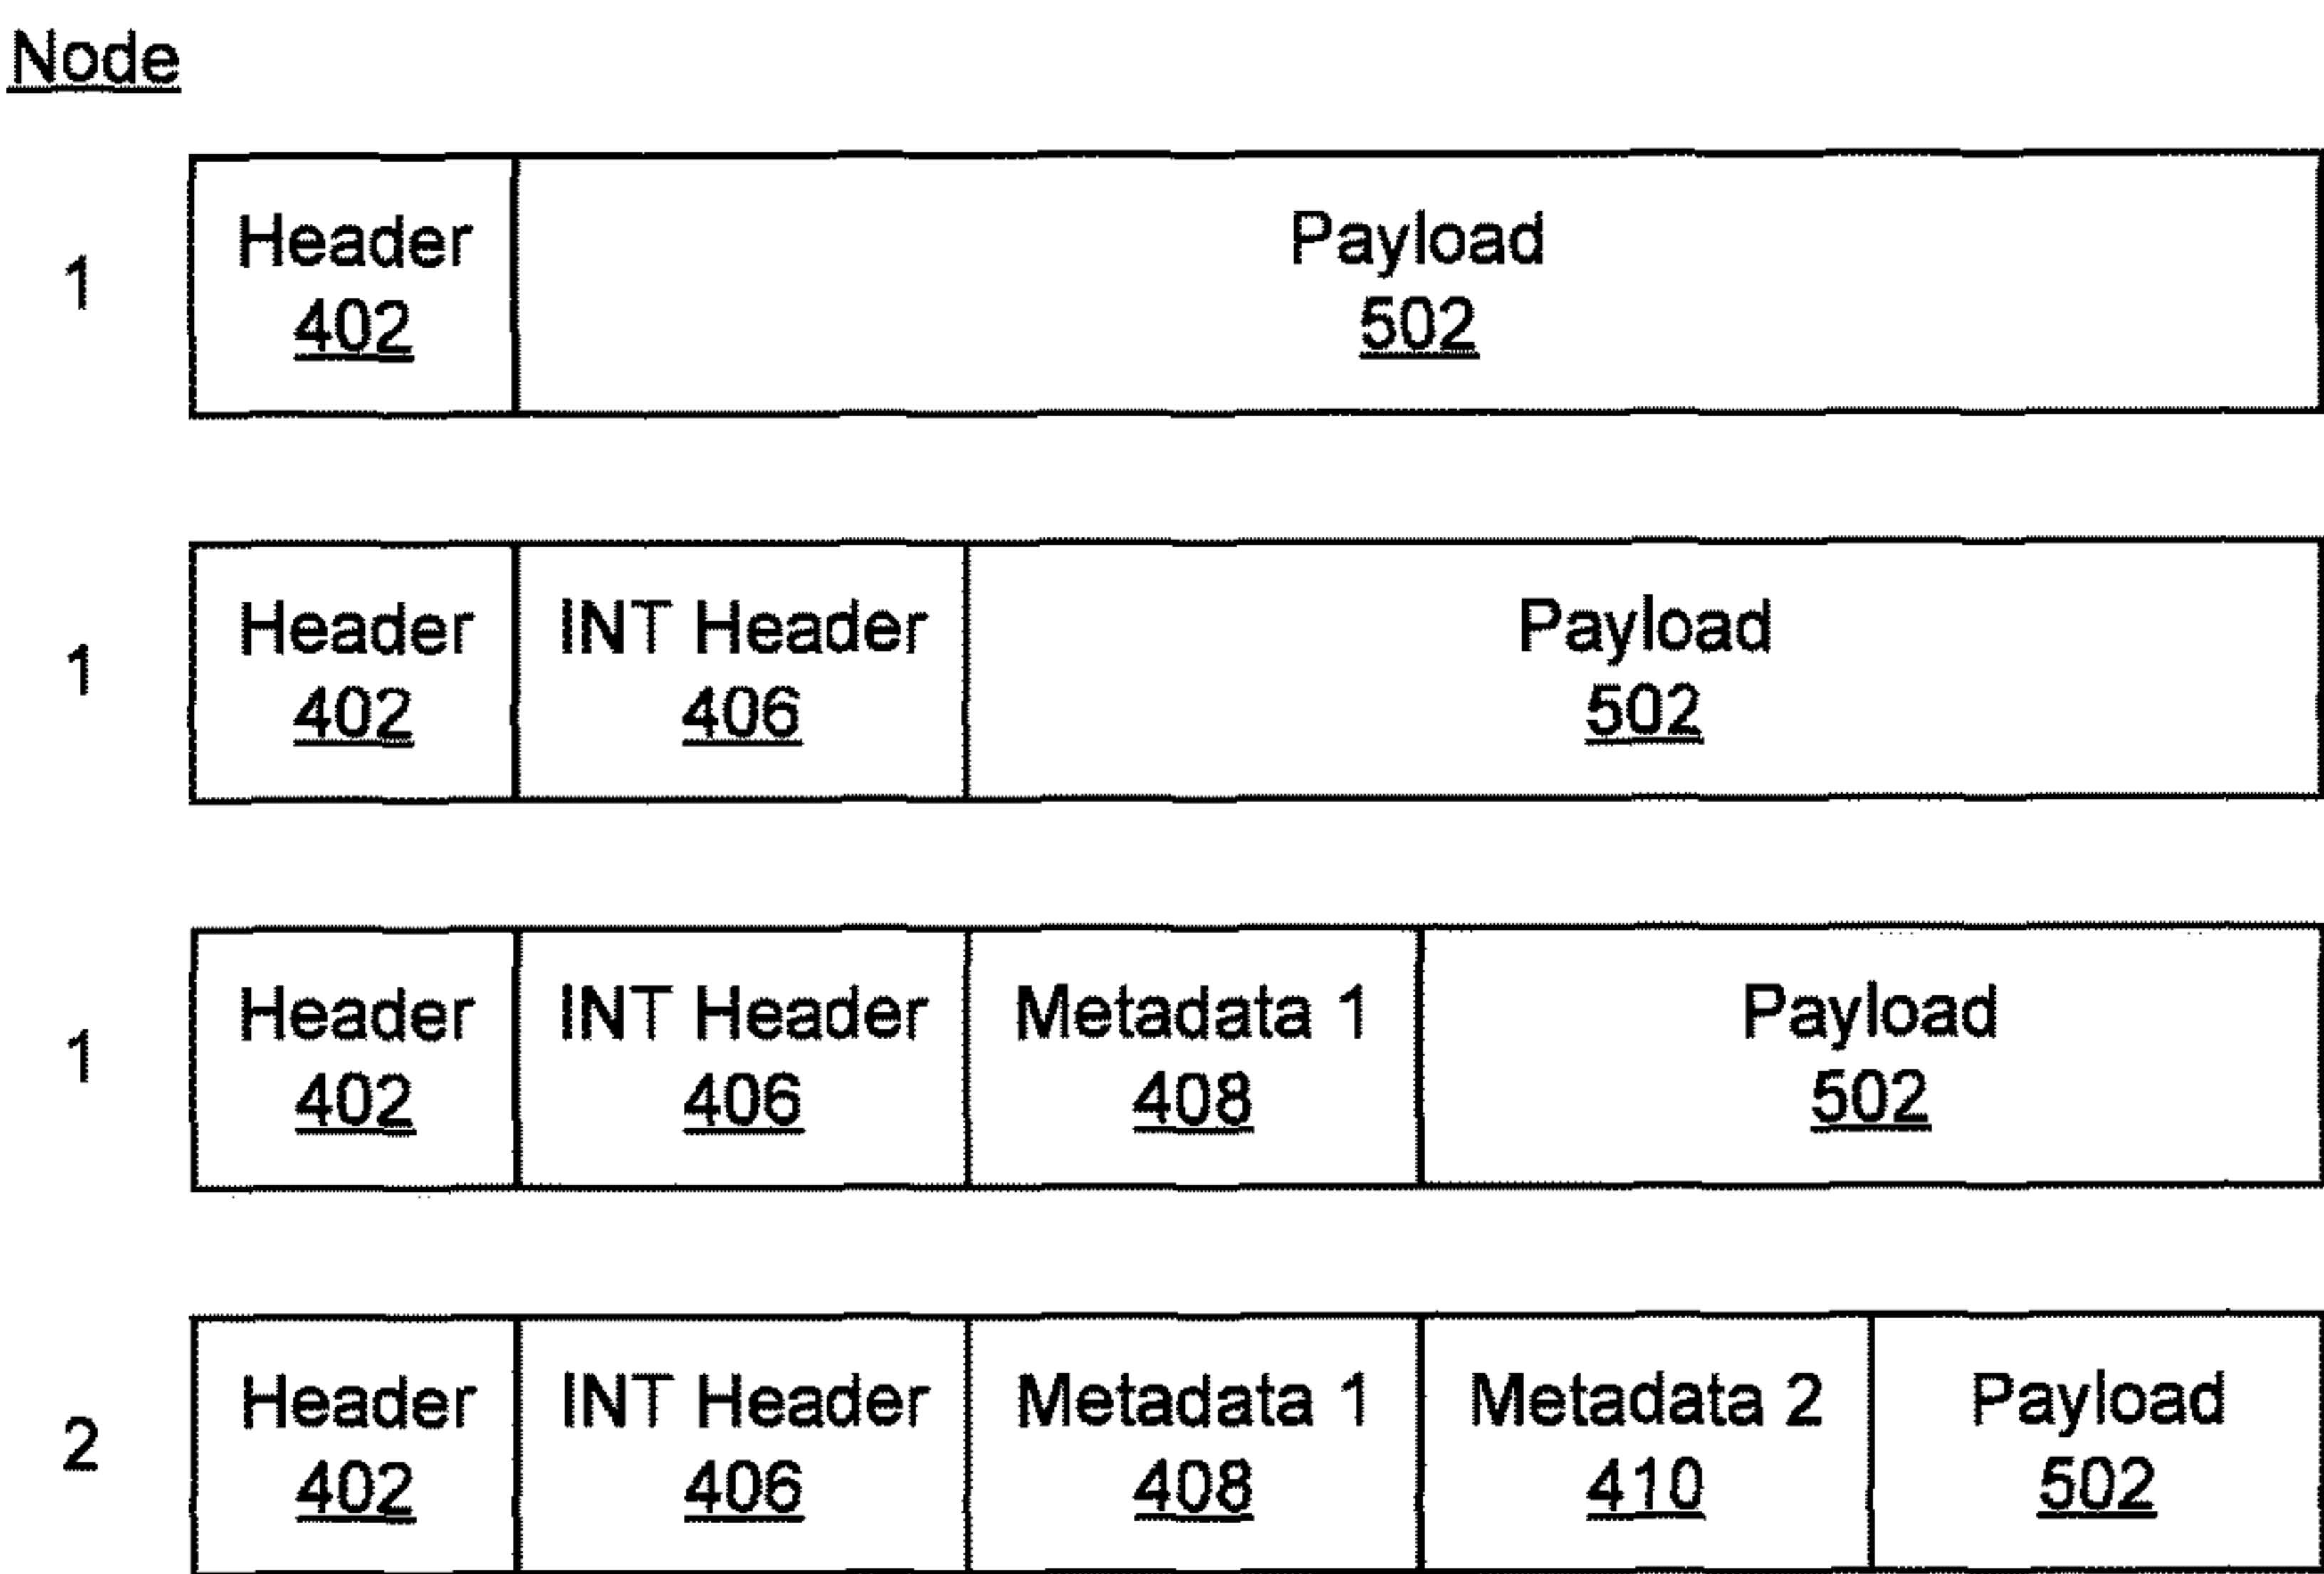 Node
Header Payload
1
402 502
Header INT Header Payload
1
402 406 502
Header INT Header Metadata 1 Payload
1
402 406 408 502
Header INT Header Metadata 1 Metadata 2 Payload
2
402 406 408 410 502